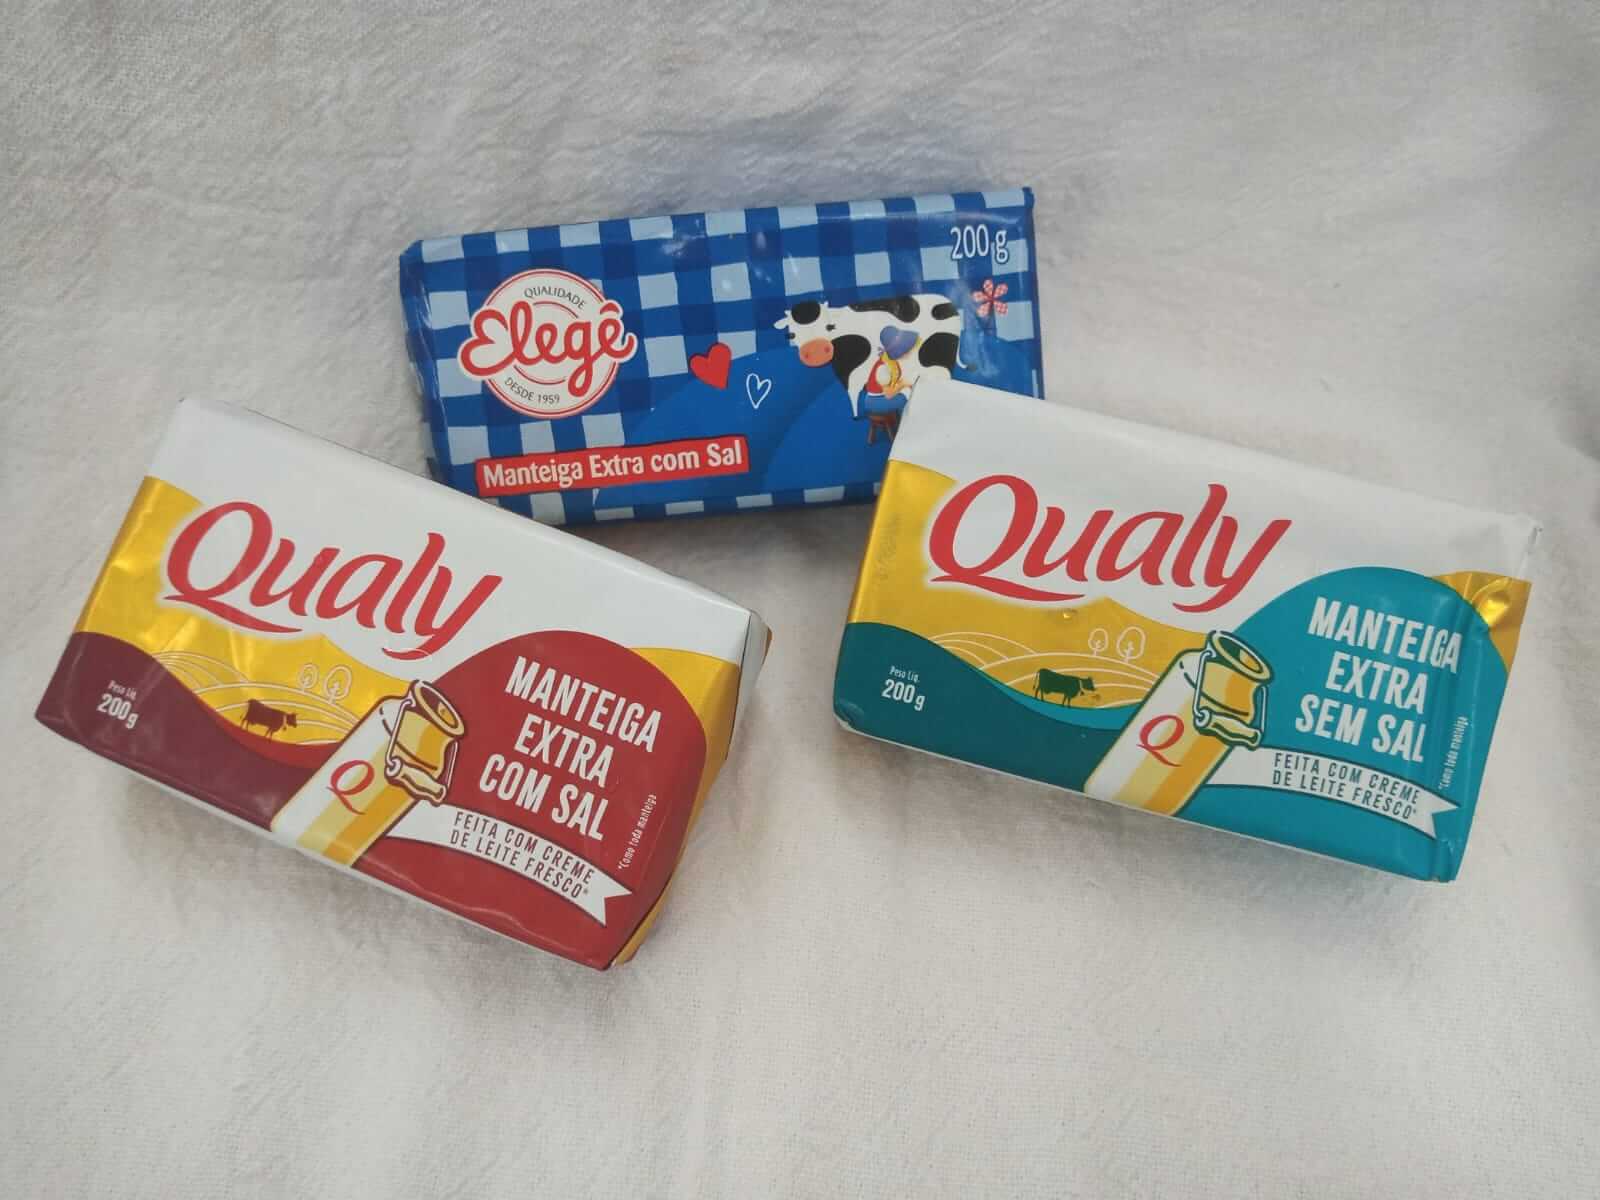 200 g
QUALIDADE
Elegê
DESDE 1959
Manteiga Extra com Sal
Qualy
Peso Líq.
200g
MANTEIGA
EXTRA
COM SAL
Q
FEITA COM CREME
DE LEITE FRESCO*
*Como toda manteiga
Qualy
Peso Líq.
200g
MANTEIGA
EXTRA
SEM SAL
Q
FEITA COM CREME
DE LEITE FRESCO*
*Como toda manteiga